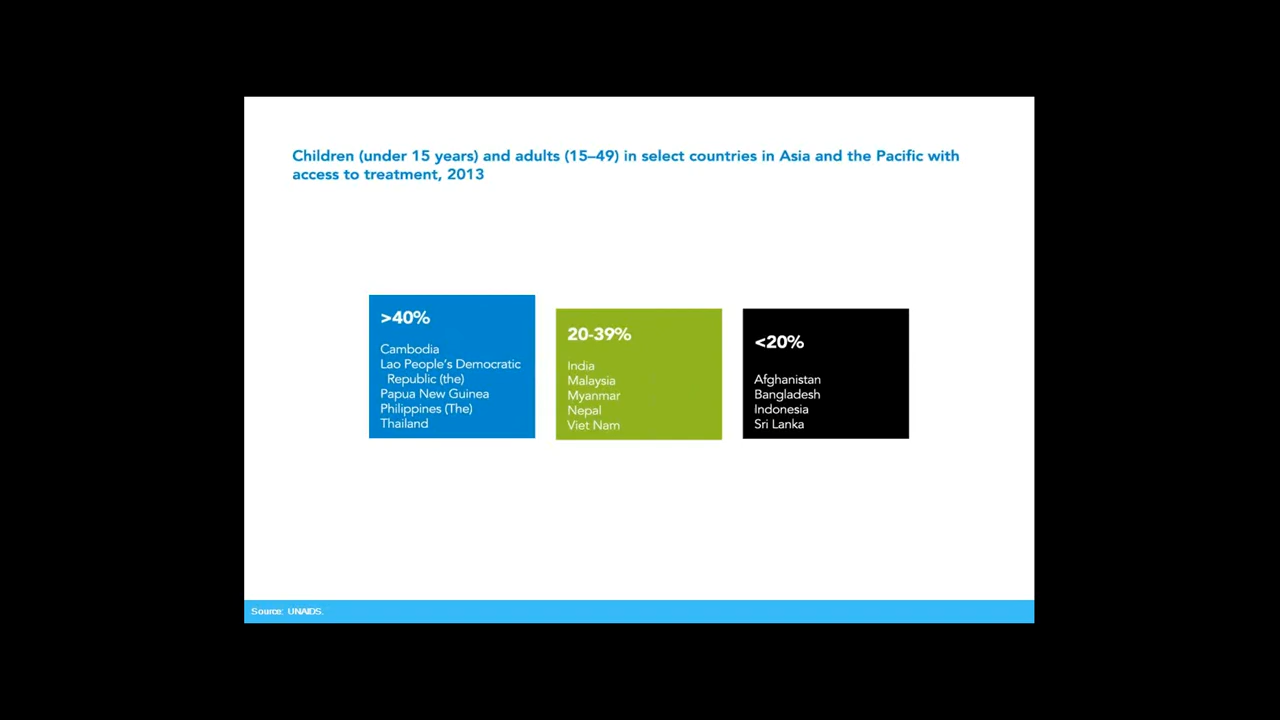 Children (under 15 years) and adults (15–49) in select countries in Asia and the Pacific with
access to treatment, 2013
>40%
Cambodia
Lao People's Democratic
Republic (the)
Papua New Guinea
Philippines (The)
Thailand
20-39%
India
Malaysia
Myanmar
Nepal
Viet Nam
<20%
Afghanistan
Bangladesh
Indonesia
Sri Lanka
Source: UNAIDS.